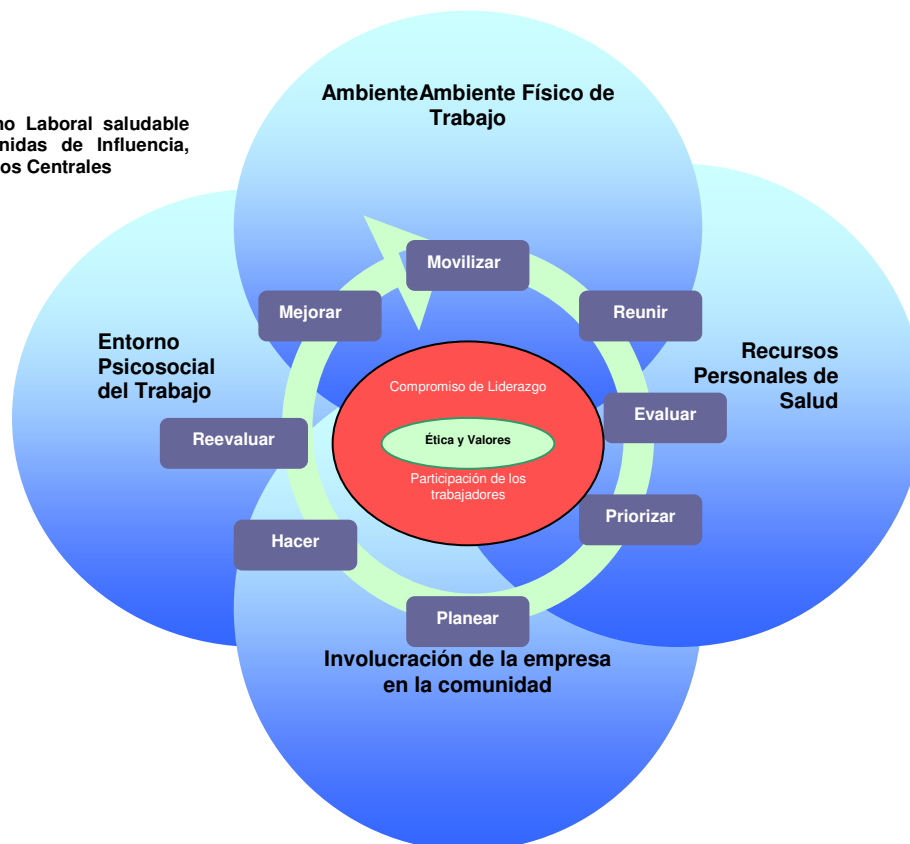 AmbienteAmbiente Físico de
Trabajo
no Laboral saludable
nidas de Influencia,
os Centrales
Movilizar
Mejorar
Reunir
Entorno
Psicosocial
del Trabajo
Recursos
Personales de
Salud
Compromiso de Liderazgo
Evaluar
Reevaluar
Ética y Valores
Participación de los
trabajadores
Priorizar
Hacer
Planear
Involucración de la empresa
en la comunidad